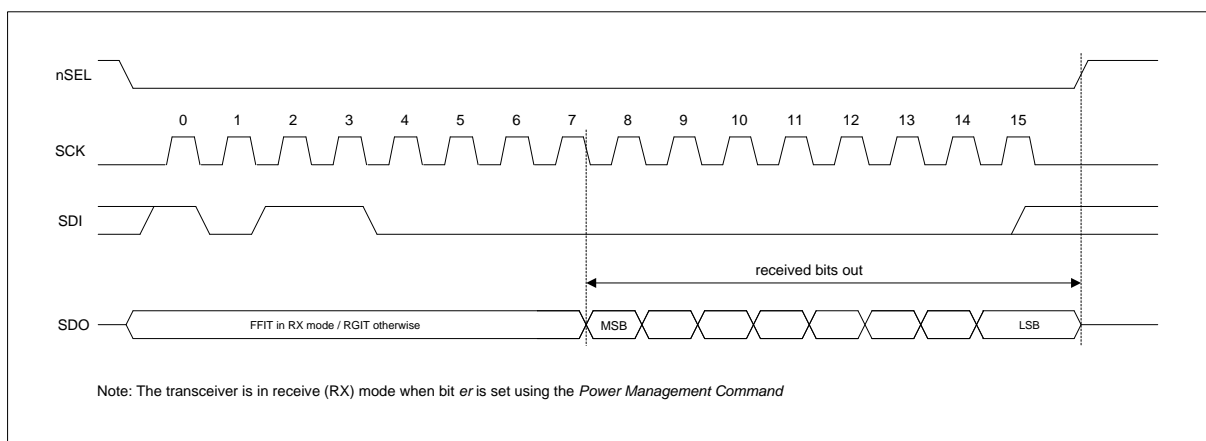 nSEL
0 1 2 3 4 5 6 7 8 9 10 11 12 13 14 15
SCK
SDI
received bits out
SDO FFIT in RX mode / RGIT otherwise MSB LSB
Note: The transceiver is in receive (RX) mode when bit er is set using the Power Management Command